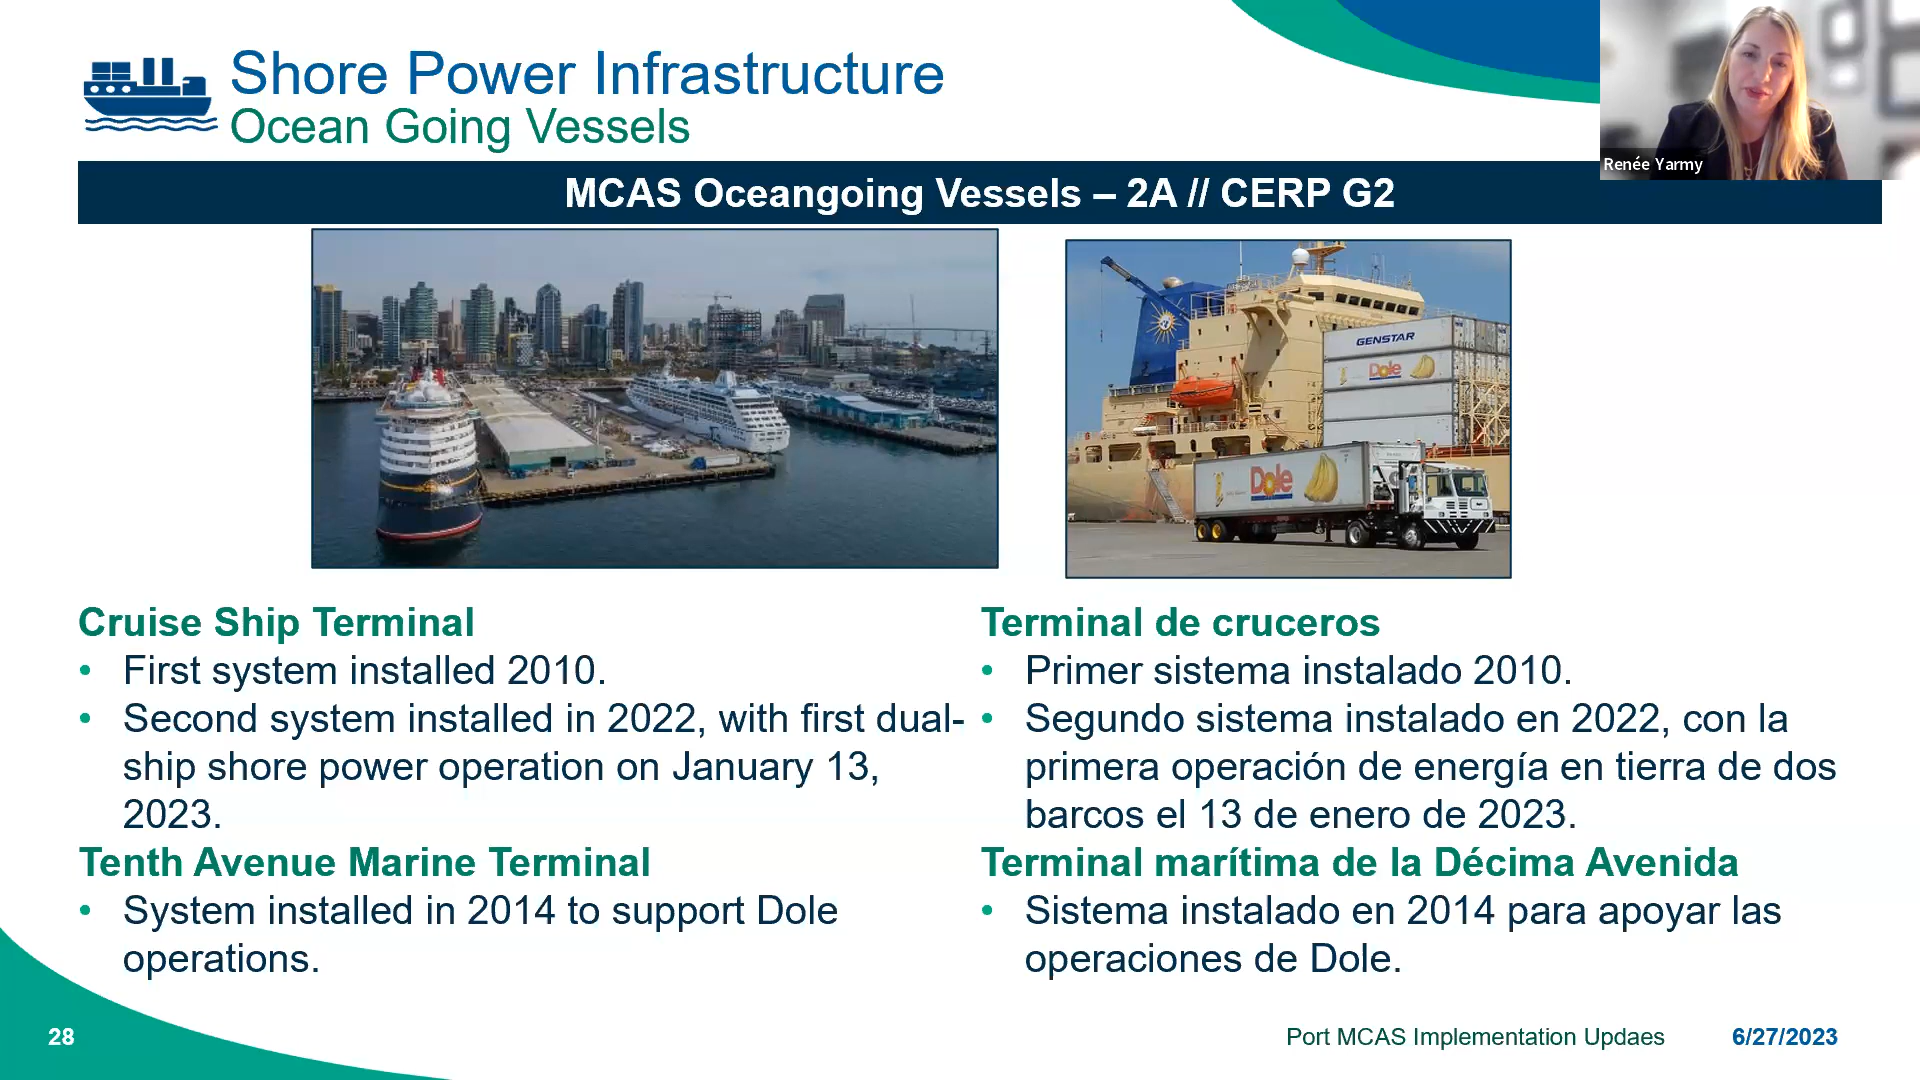 Shore Power Infrastructure
Ocean Going Vessels
Renée Yarmy
MCAS Oceangoing Vessels – 2A // CERP G2
GENSTAR
Dole
Dole
Cruise Ship Terminal
• First system installed 2010.
• Second system installed in 2022, with first dual-
ship shore power operation on January 13,
2023.
Tenth Avenue Marine Terminal
• System installed in 2014 to support Dole
operations.
Terminal de cruceros
• Primer sistema instalado 2010.
• Segundo sistema instalado en 2022, con la
primera operación de energía en tierra de dos
barcos el 13 de enero de 2023.
Terminal marítima de la Décima Avenida
• Sistema instalado en 2014 para apoyar las
operaciones de Dole.
28
Port MCAS Implementation Updaes
6/27/2023